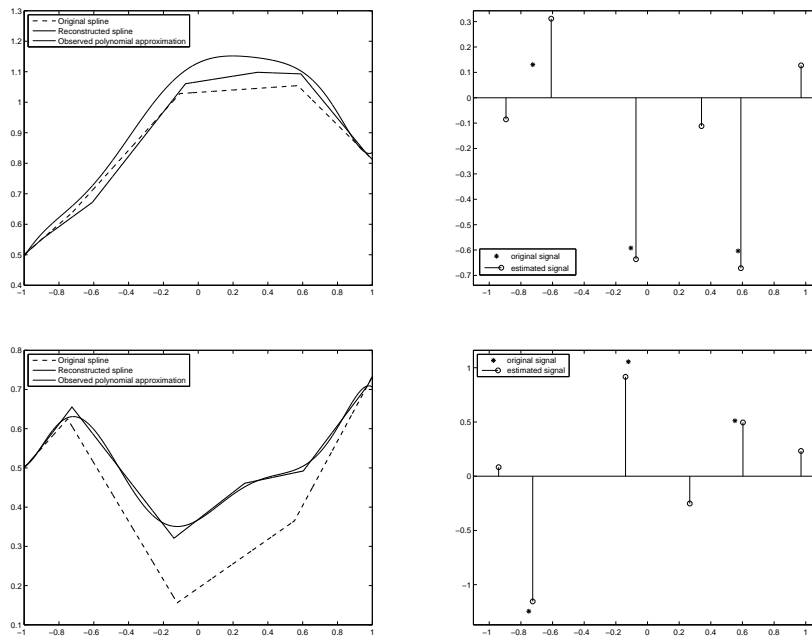 1.3
1.2
1.1
1
0.9
0.8
0.7
0.6
0.5
0.4
−1 −0.8 −0.6 −0.4 −0.2 0 0.2 0.4 0.6 0.8 1
Original spline
Reconstructed spline
Observed polynomial approximation
0.3
0.2
0.1
0
−0.1
−0.2
−0.3
−0.4
−0.5
−0.6
−0.7
−1 −0.8 −0.6 −0.4 −0.2 0 0.2 0.4 0.6 0.8 1
original signal
estimated signal
0.8
0.7
0.6
0.5
0.4
0.3
0.2
0.1
−1 −0.8 −0.6 −0.4 −0.2 0 0.2 0.4 0.6 0.8 1
Original spline
Reconstructed spline
Observed polynomial approximation
1
0.5
0
−0.5
−1
−1 −0.8 −0.6 −0.4 −0.2 0 0.2 0.4 0.6 0.8 1
original signal
estimated signal